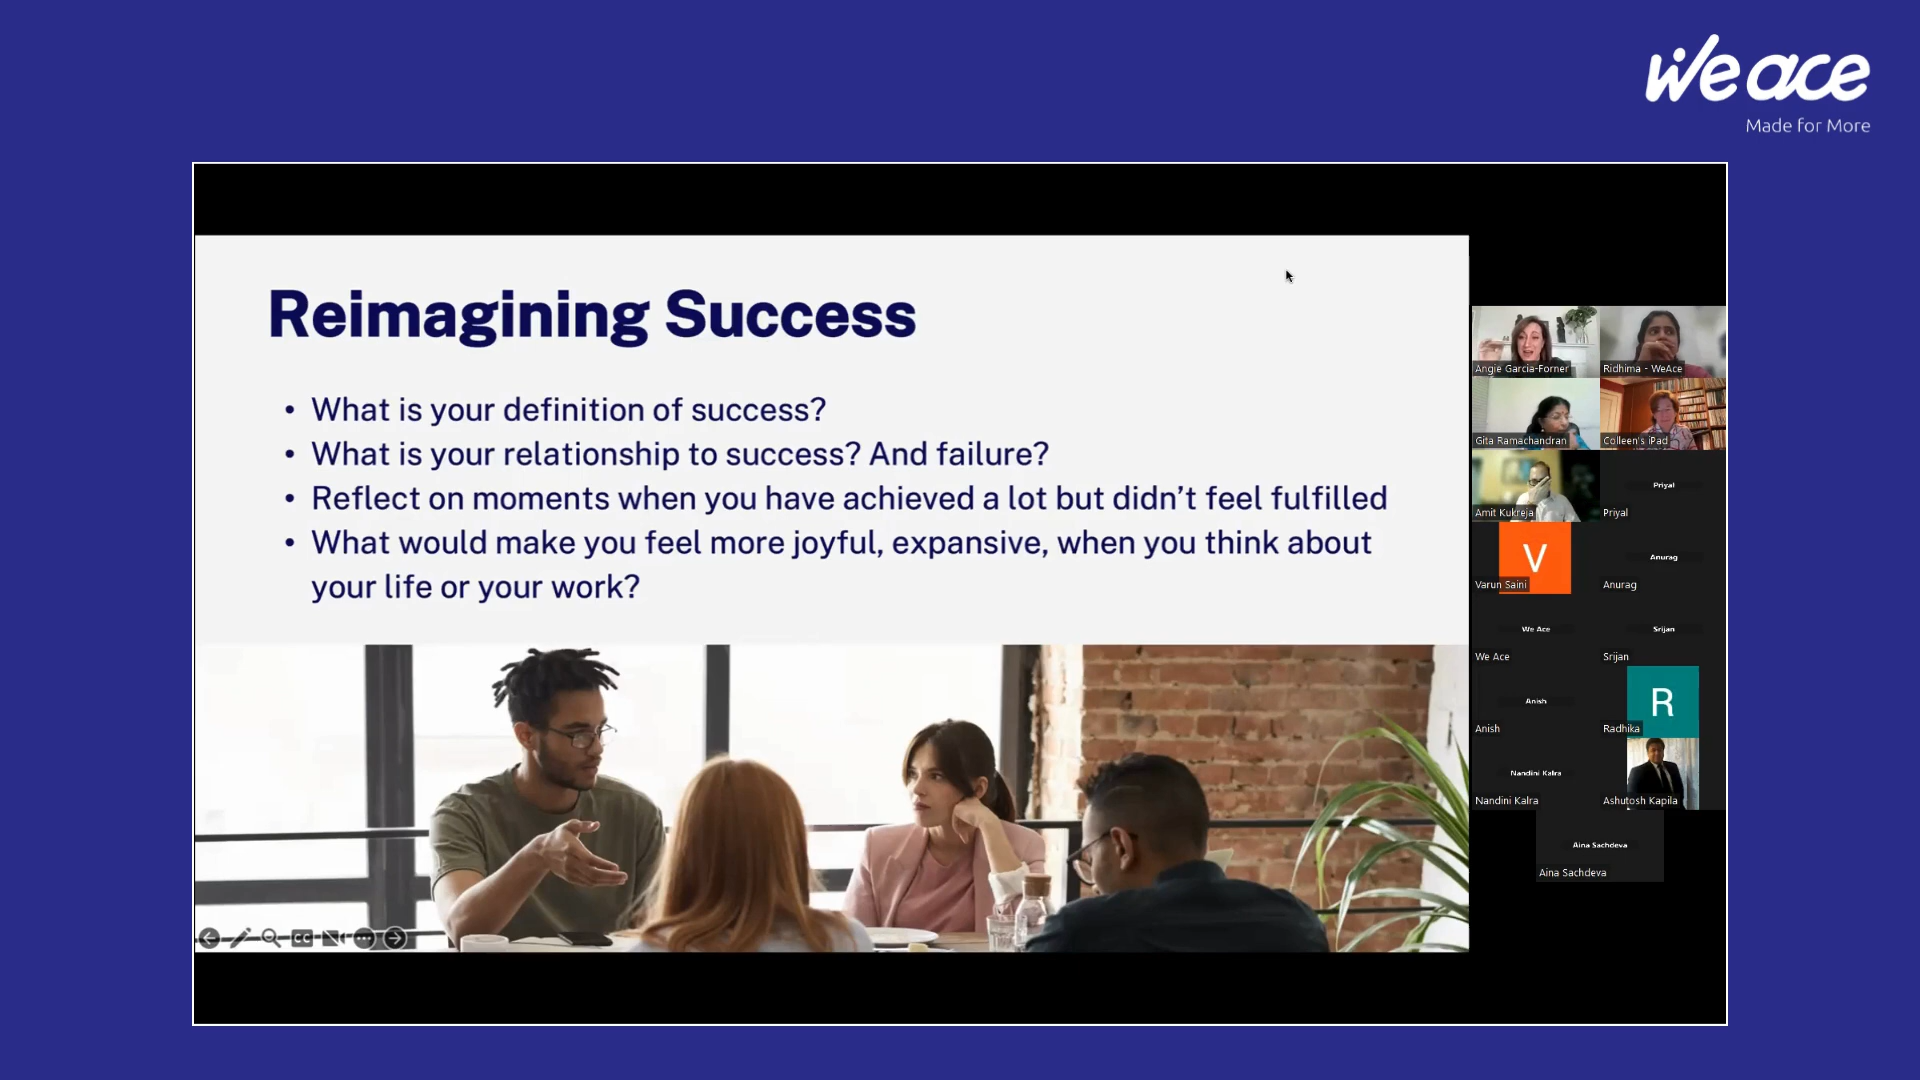 We ace
Made for More
Reimagining Success
• What is your definition of success?
• What is your relationship to success? And failure?
• Reflect on moments when you have achieved a lot but didn't feel fulfilled
• What would make you feel more joyful, expansive, when you think about
your life or your work?
CC
Angie Garcia-Forner
Ridhima - WeAce
Gita Ramachandran
Colleen's iPad
Amit Kukreja
Priyal
Priyal
V
Varun Saini
Anurag
Anurag
We Ace
We Ace
Srijan
Srijan
Anish
Anish
R
Radhika
Nandini Kalra
Nandini Kalra
Ashutosh Kapila
Aina Sachdeva
Aina Sachdeva